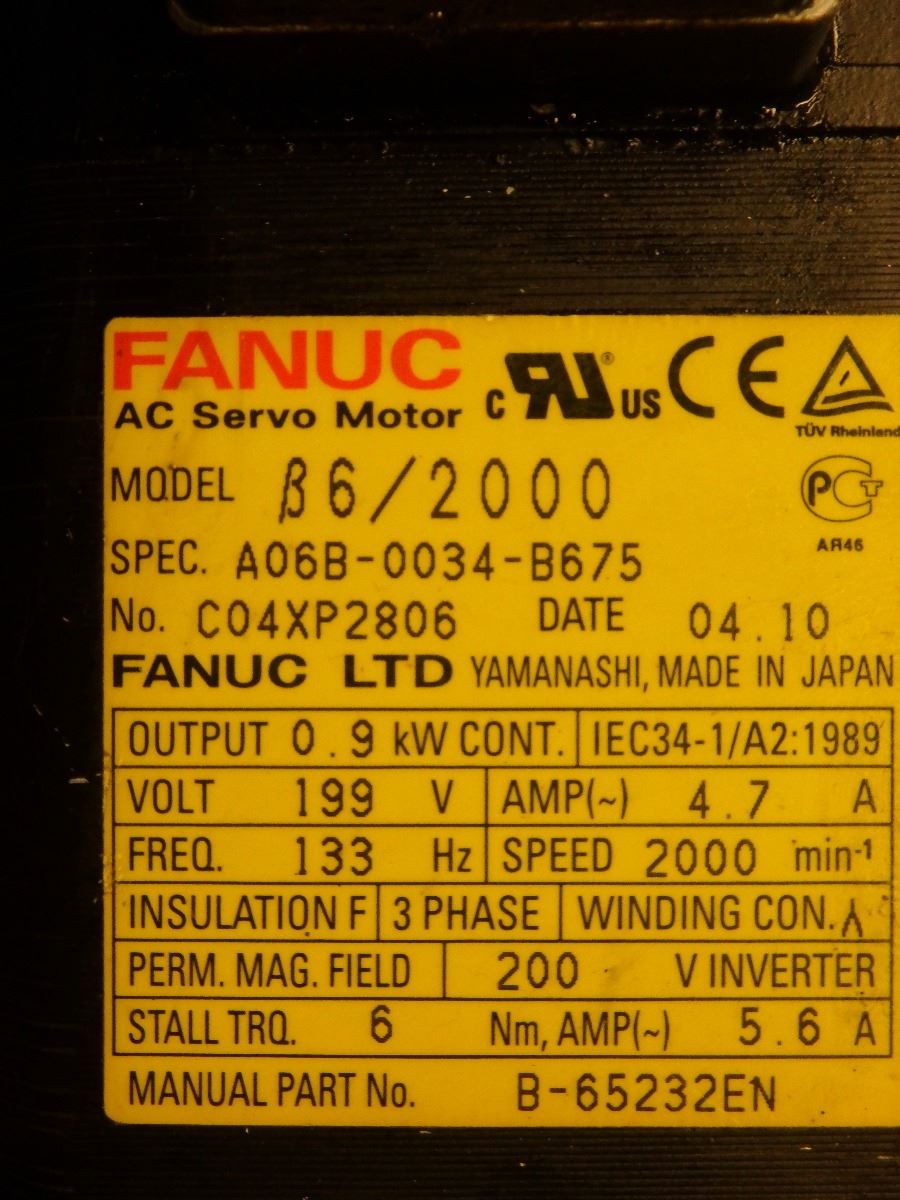 FANUC
AC Servo Motor
c RU ® US CE
TÜV Rheinland
MODEL β6/2000
PCT
АЯ46
SPEC. A06B-0034-B675
No. C04XP2806 DATE 04.10
FANUC LTD YAMANASHI, MADE IN JAPAN
OUTPUT 0.9 kW CONT. IEC34-1/A2:1989
VOLT 199 V AMP(~) 4.7 A
FREQ. 133 Hz SPEED 2000 min-1
INSULATION F 3 PHASE WINDING CON. Y
PERM. MAG. FIELD 200 V INVERTER
STALL TRQ. 6 Nm, AMP(~) 5.6 A
MANUAL PART No. B-65232EN